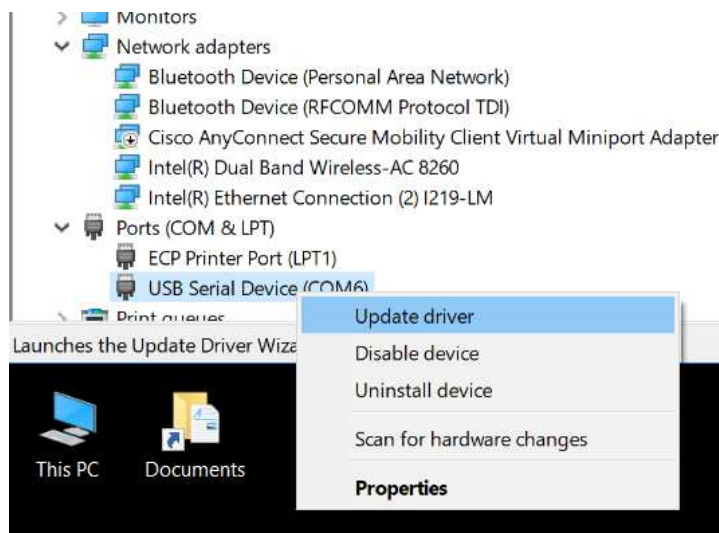 Monitors
Network adapters
Bluetooth Device (Personal Area Network)
Bluetooth Device (RFCOMM Protocol TDI)
Cisco AnyConnect Secure Mobility Client Virtual Miniport Adapter
Intel(R) Dual Band Wireless-AC 8260
Intel(R) Ethernet Connection (2) I219-LM
Ports (COM & LPT)
ECP Printer Port (LPT1)
USB Serial Device (COM6)
Print queues
Launches the Update Driver Wiza
Update driver
Disable device
Uninstall device
Scan for hardware changes
Properties
This PC
Documents